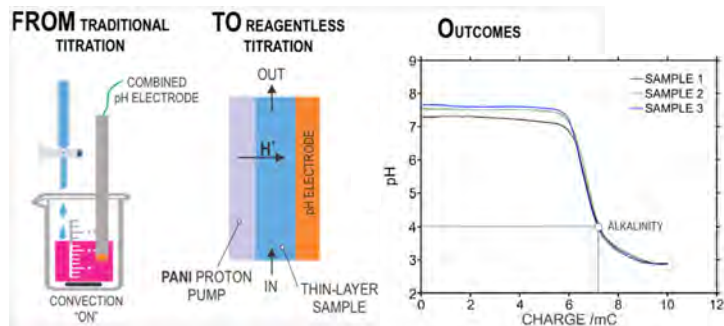 FROM TRADITIONAL
TITRATION
COMBINED
pH ELECTRODE
CONVECTION
"ON"
TO REAGENTLESS
TITRATION
OUT
H⁺
pH ELECTRODE
PANI PROTON
PUMP
IN
THIN-LAYER
SAMPLE
OUTCOMES
9
8
7
6
5
4
3
2
pH
SAMPLE 1
SAMPLE 2
SAMPLE 3
ALKALINITY
0 2 4 6 8 10 12
CHARGE /mC